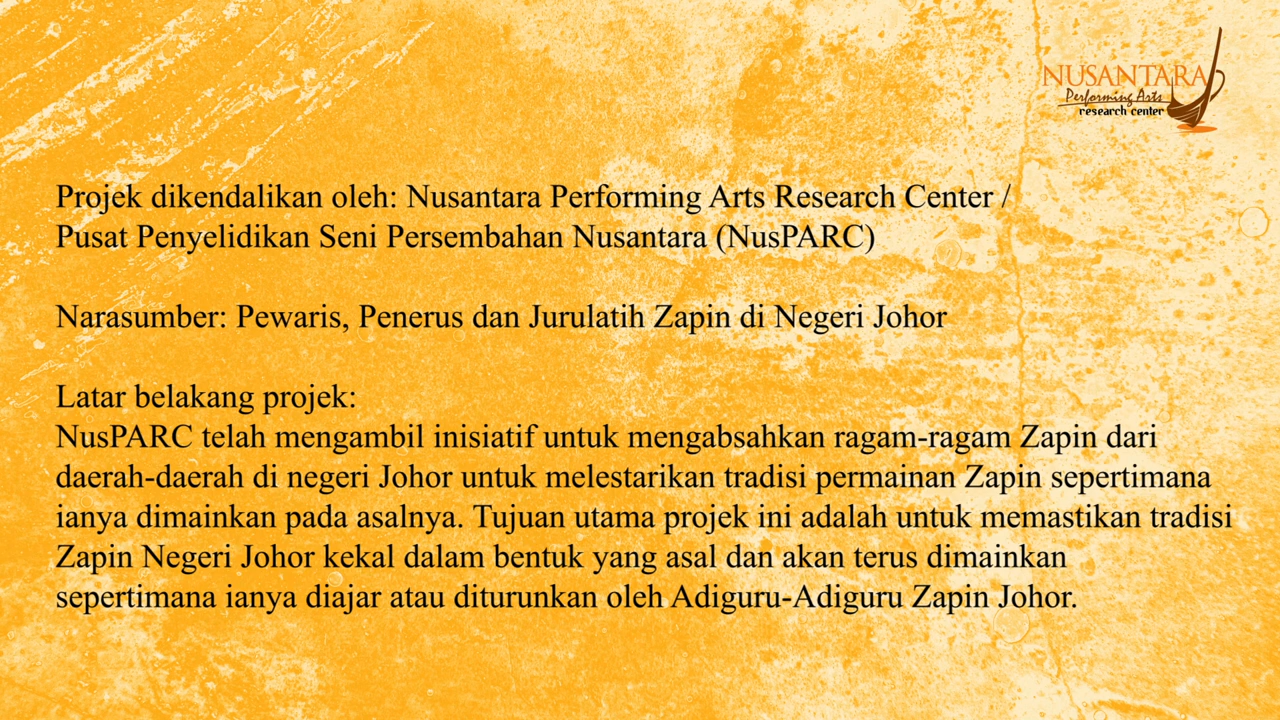 NUSANTARA
Performing Arts
research center
Projek dikendalikan oleh: Nusantara Performing Arts Research Center /
Pusat Penyelidikan Seni Persembahan Nusantara (NusPARC)
Narasumber: Pewaris, Penerus dan Jurulatih Zapin di Negeri Johor
Latar belakang projek:
NusPARC telah mengambil inisiatif untuk mengabsahkan ragam-ragam Zapin dari
daerah-daerah di negeri Johor untuk melestarikan tradisi permainan Zapin sepertimana
ianya dimainkan pada asalnya. Tujuan utama projek ini adalah untuk memastikan tradisi
Zapin Negeri Johor kekal dalam bentuk yang asal dan akan terus dimainkan
sepertimana ianya diajar atau diturunkan oleh Adiguru-Adiguru Zapin Johor.